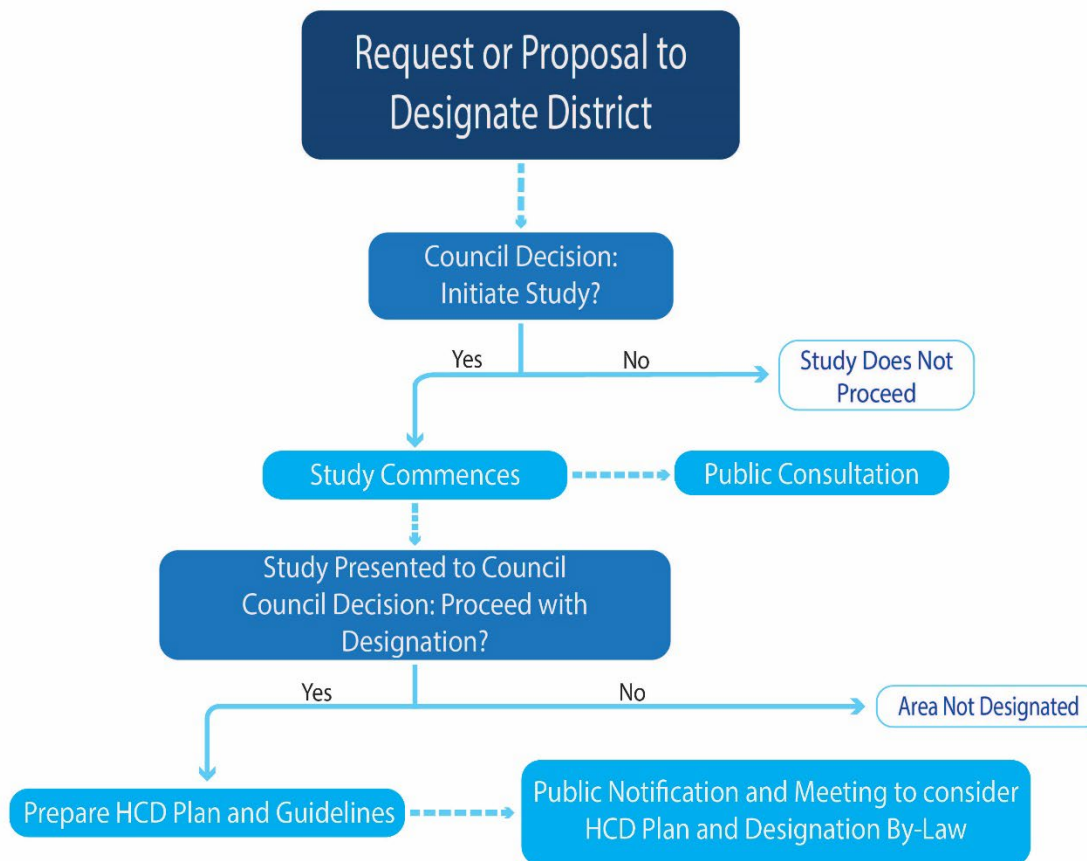 Request or Proposal to
Designate District
Council Decision:
Initiate Study?
Yes
No
Study Does Not
Proceed
Study Commences
Public Consultation
Study Presented to Council
Council Decision: Proceed with
Designation?
Yes
No
Area Not Designated
Prepare HCD Plan and Guidelines
Public Notification and Meeting to consider
HCD Plan and Designation By-Law